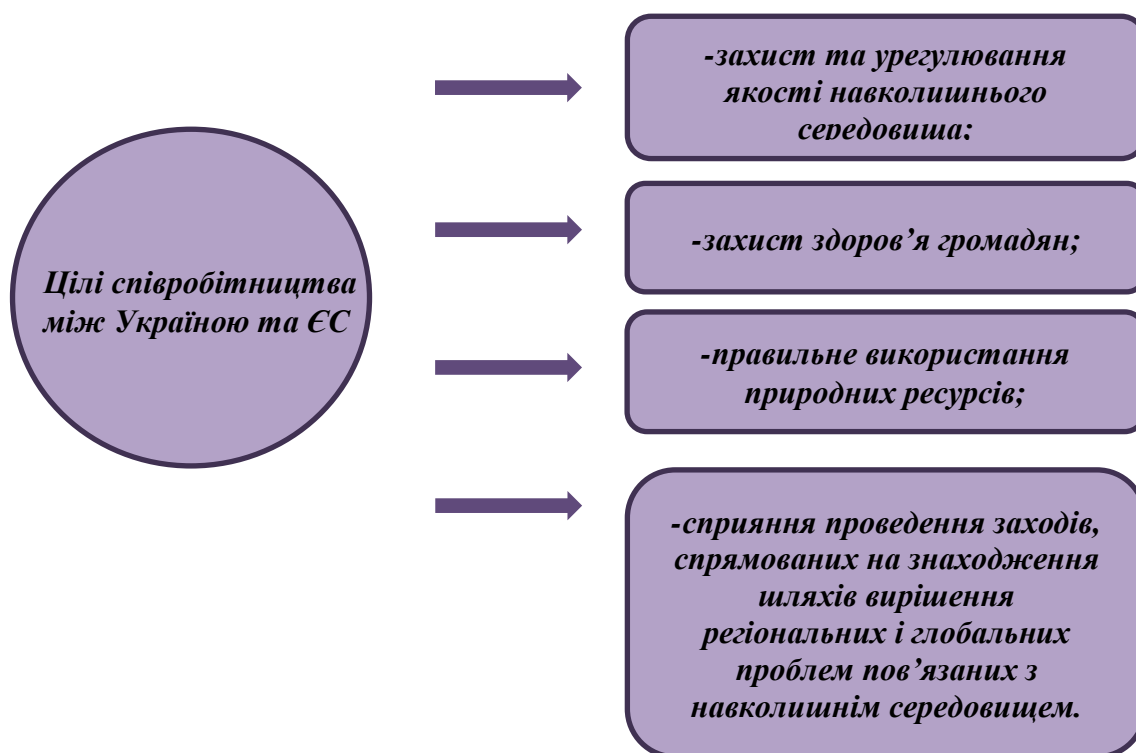 Цілі співробітництва
між Україною та ЄС
-захист та урегулювання
якості навколишнього
середовища;
-захист здоров’я громадян;
-правильне використання
природних ресурсів;
-сприяння проведення заходів,
спрямованих на знаходження
шляхів вирішення
регіональних і глобальних
проблем пов’язаних з
навколишнім середовищем.